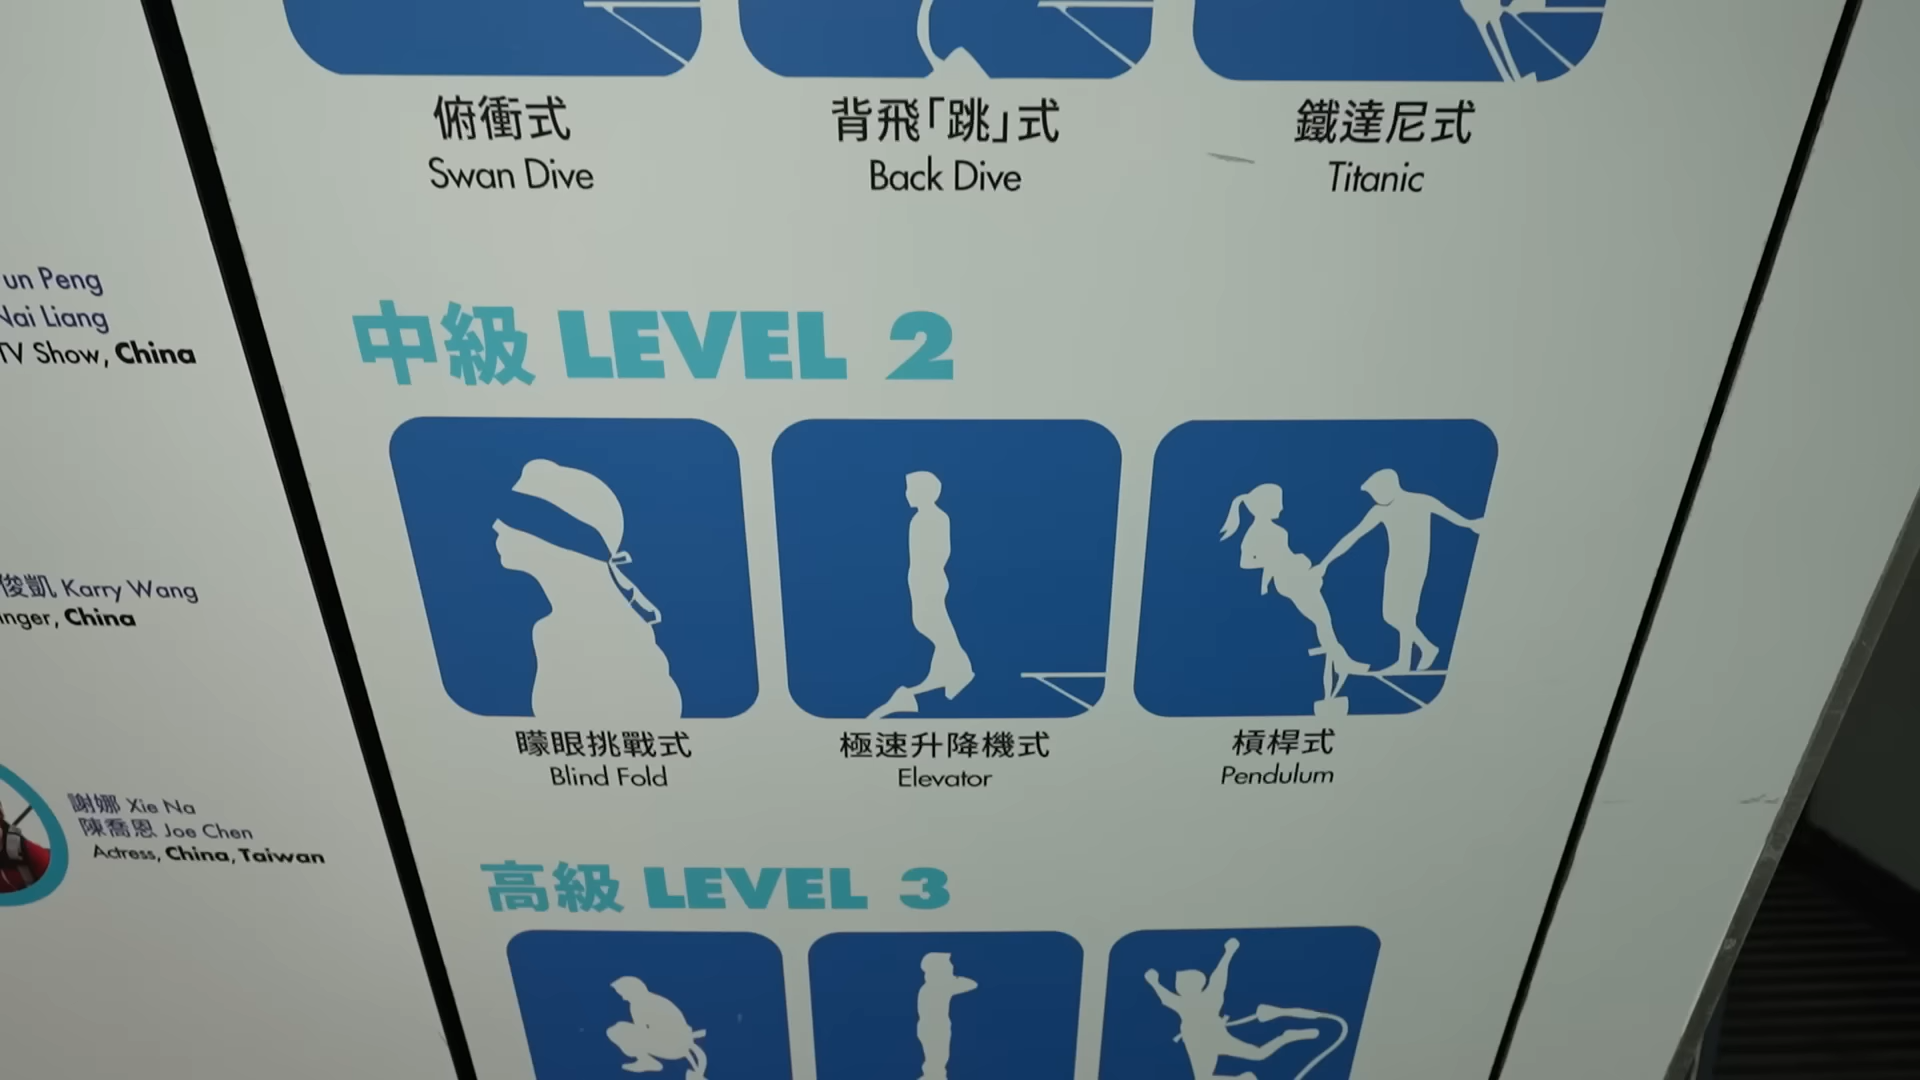 俯衝式
Swan Dive
背飛「跳」式
Back Dive
鐵達尼式
Titanic
un Peng
Nai Liang
TV Show, China
俊凱 Karry Wang
inger, China
謝娜 Xie Na
陳喬恩 Joe Chen
Actress, China, Taiwan
中級 LEVEL 2
矇眼挑戰式
Blind Fold
極速升降機式
Elevator
槓桿式
Pendulum
高級 LEVEL 3